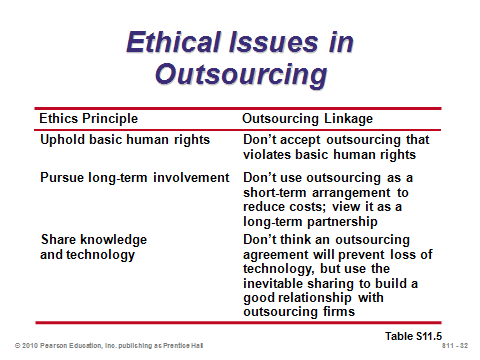 Ethical Issues in
Outsourcing
Ethics Principle Outsourcing Linkage
Uphold basic human rights Don't accept outsourcing that
violates basic human rights
Pursue long-term involvement Don't use outsourcing as a
short-term arrangement to
reduce costs; view it as a
long-term partnership
Share knowledge Don't think an outsourcing
and technology agreement will prevent loss of
technology, but use the
inevitable sharing to build a
good relationship with
outsourcing firms
Table S11.5
© 2010 Pearson Education, Inc. publishing as Prentice Hall S11 - 32